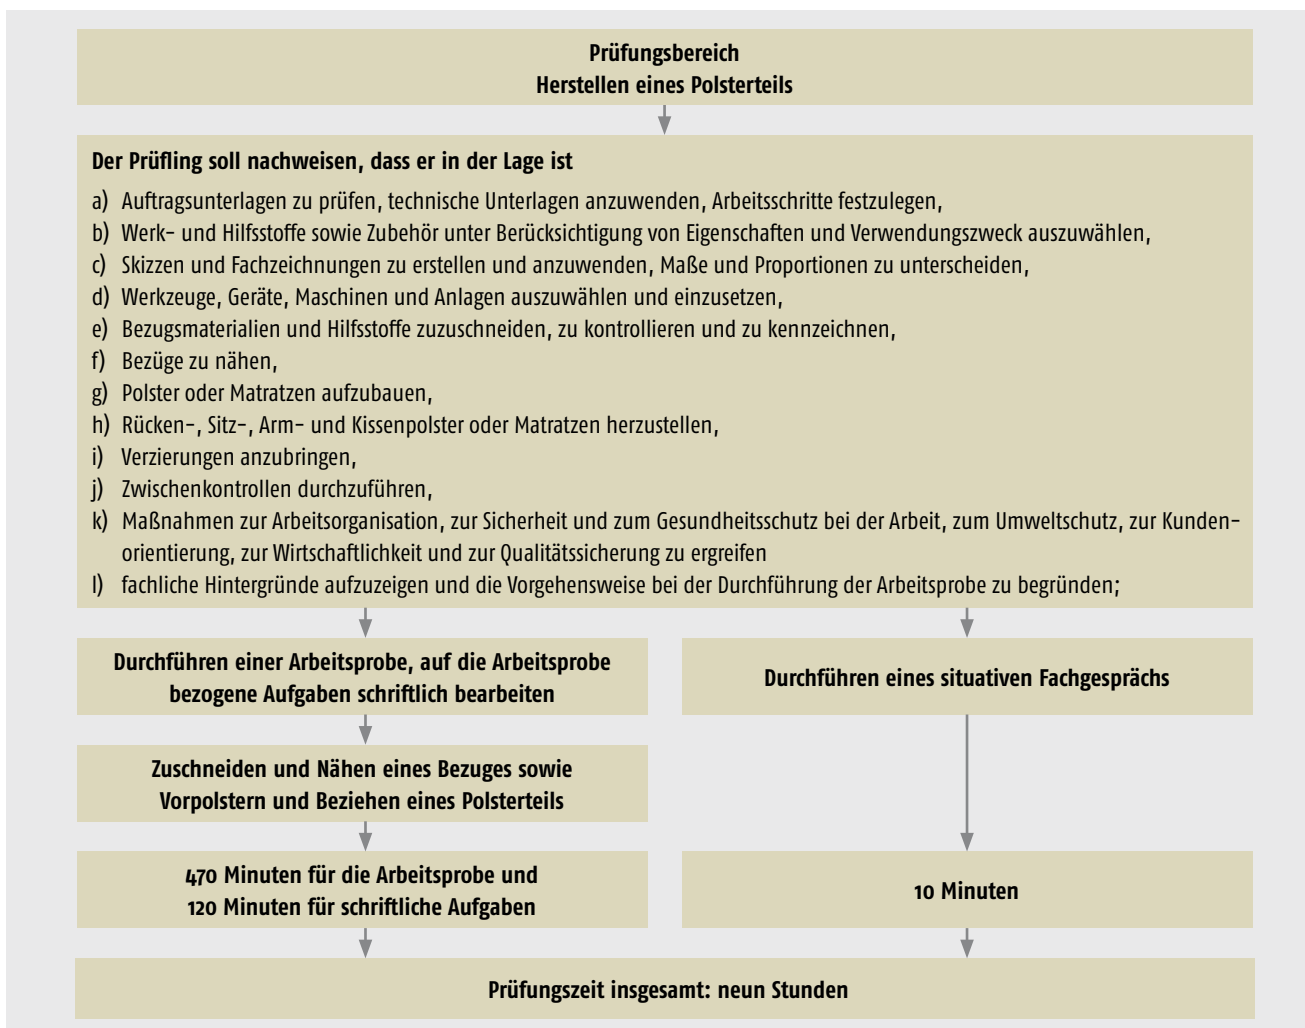 Prüfungsbereich
Herstellen eines Polsterteils
Der Prüfling soll nachweisen, dass er in der Lage ist
a) Auftragsunterlagen zu prüfen, technische Unterlagen anzuwenden, Arbeitsschritte festzulegen,
b) Werk- und Hilfsstoffe sowie Zubehör unter Berücksichtigung von Eigenschaften und Verwendungszweck auszuwählen,
c) Skizzen und Fachzeichnungen zu erstellen und anzuwenden, Maße und Proportionen zu unterscheiden,
d) Werkzeuge, Geräte, Maschinen und Anlagen auszuwählen und einzusetzen,
e) Bezugsmaterialien und Hilfsstoffe zuzuschneiden, zu kontrollieren und zu kennzeichnen,
f) Bezüge zu nähen,
g) Polster oder Matratzen aufzubauen,
h) Rücken-, Sitz-, Arm- und Kissenpolster oder Matratzen herzustellen,
i) Verzierungen anzubringen,
j) Zwischenkontrollen durchzuführen,
k) Maßnahmen zur Arbeitsorganisation, zur Sicherheit und zum Gesundheitsschutz bei der Arbeit, zum Umweltschutz, zur Kunden-
orientierung, zur Wirtschaftlichkeit und zur Qualitätssicherung zu ergreifen
l) fachliche Hintergründe aufzuzeigen und die Vorgehensweise bei der Durchführung der Arbeitsprobe zu begründen;
Durchführen einer Arbeitsprobe, auf die Arbeitsprobe
bezogene Aufgaben schriftlich bearbeiten
Durchführen eines situativen Fachgesprächs
Zuschneiden und Nähen eines Bezuges sowie
Vorpolstern und Beziehen eines Polsterteils
470 Minuten für die Arbeitsprobe und
120 Minuten für schriftliche Aufgaben
10 Minuten
Prüfungszeit insgesamt: neun Stunden